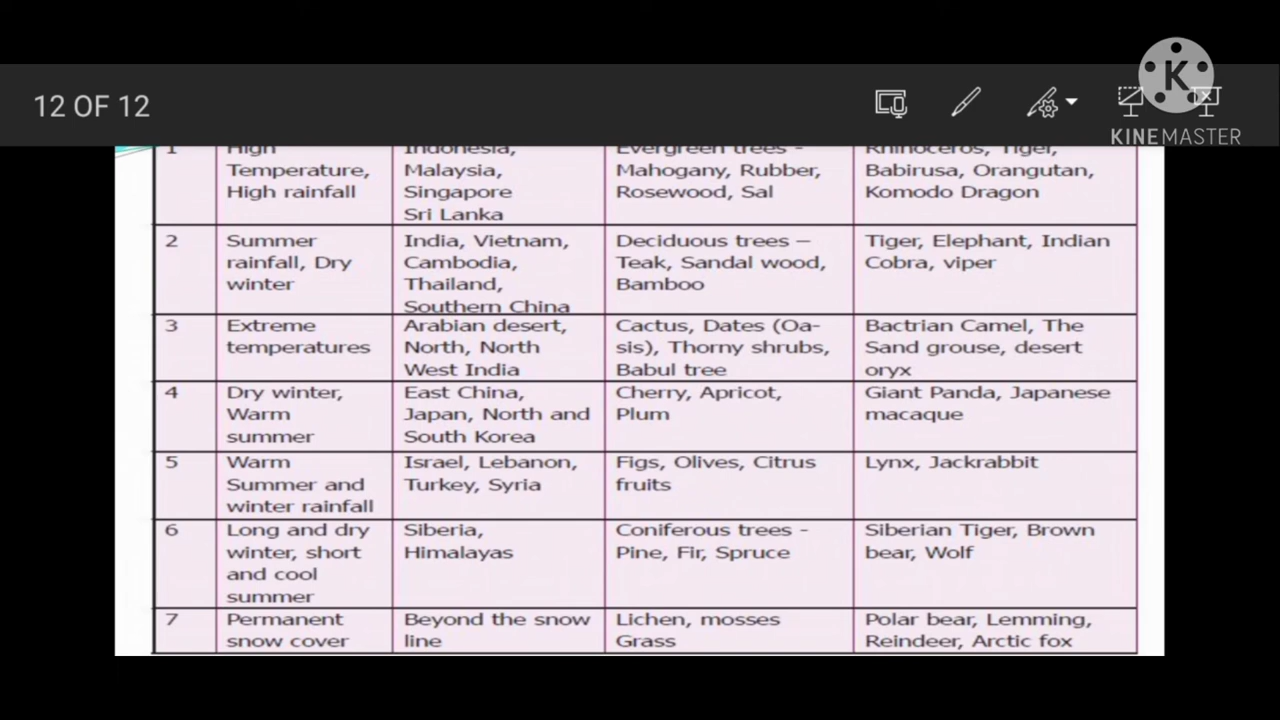 12 OF 12
K
KINEMASTER
1
High
Temperature,
High rainfall
Indonesia,
Malaysia,
Singapore
Sri Lanka
Evergreen trees -
Mahogany, Rubber,
Rosewood, Sal
Rhinoceros, Tiger,
Babirusa, Orangutan,
Komodo Dragon
2
Summer
rainfall, Dry
winter
India, Vietnam,
Cambodia,
Thailand,
Southern China
Deciduous trees –
Teak, Sandal wood,
Bamboo
Tiger, Elephant, Indian
Cobra, viper
3
Extreme
temperatures
Arabian desert,
North, North
West India
Cactus, Dates (Oa-
sis), Thorny shrubs,
Babul tree
Bactrian Camel, The
Sand grouse, desert
oryx
4
Dry winter,
Warm
summer
East China,
Japan, North and
South Korea
Cherry, Apricot,
Plum
Giant Panda, Japanese
macaque
5
Warm
Summer and
winter rainfall
Israel, Lebanon,
Turkey, Syria
Figs, Olives, Citrus
fruits
Lynx, Jackrabbit
6
Long and dry
winter, short
and cool
summer
Siberia,
Himalayas
Coniferous trees -
Pine, Fir, Spruce
Siberian Tiger, Brown
bear, Wolf
7
Permanent
snow cover
Beyond the snow
line
Lichen, mosses
Grass
Polar bear, Lemming,
Reindeer, Arctic fox